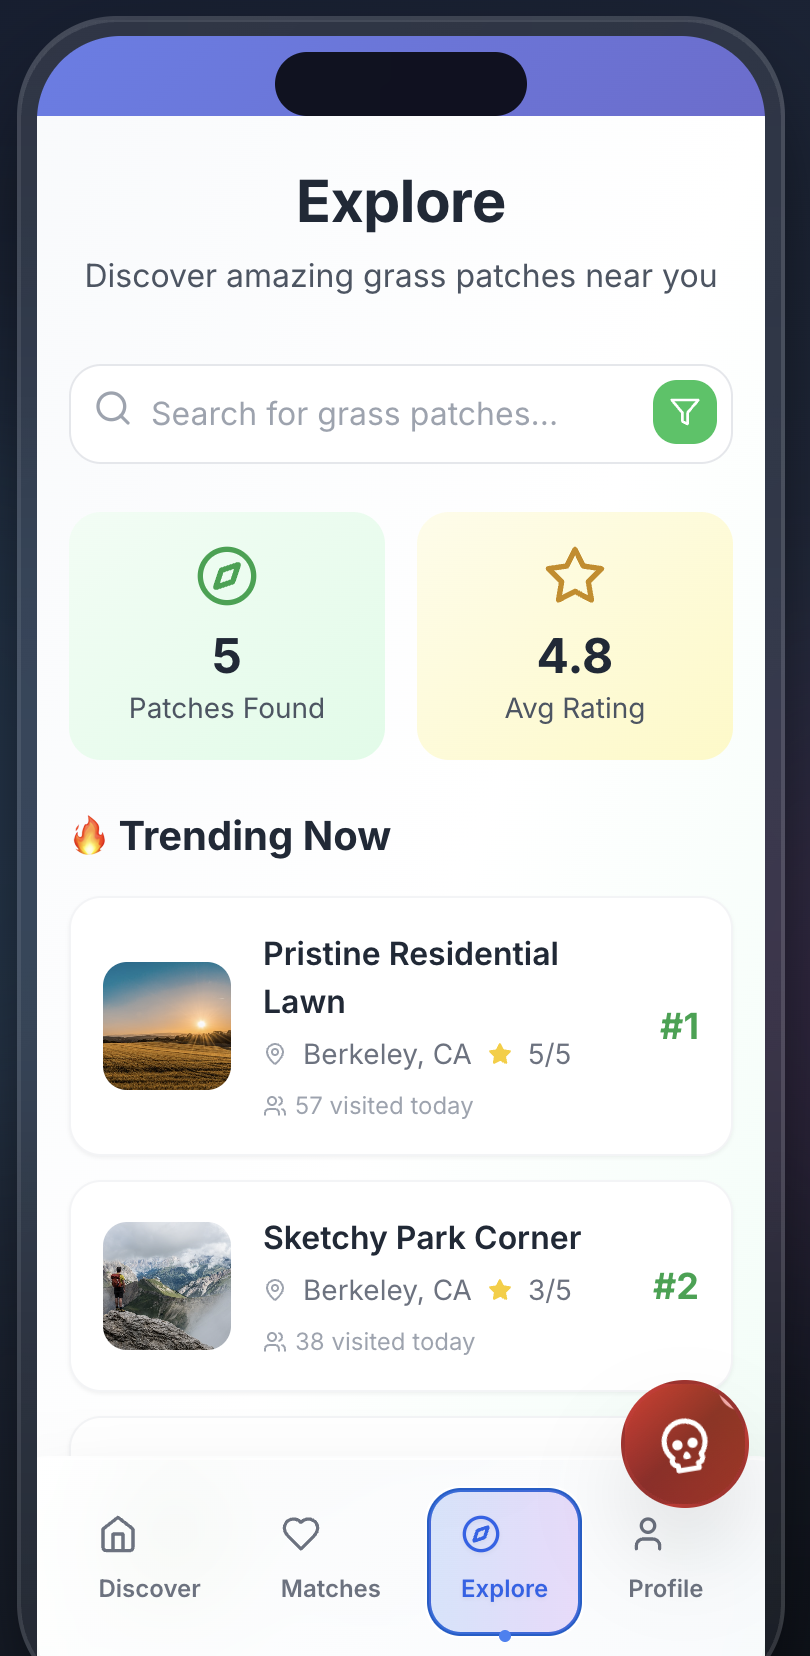 Explore
Discover amazing grass patches near you
Search for grass patches...
5
Patches Found
4.8
Avg Rating
🔥 Trending Now
Pristine Residential
Lawn
#1
Berkeley, CA ⭐ 5/5
57 visited today
Sketchy Park Corner
Berkeley, CA ⭐ 3/5
#2
38 visited today
Discover
Matches
Explore
Profile